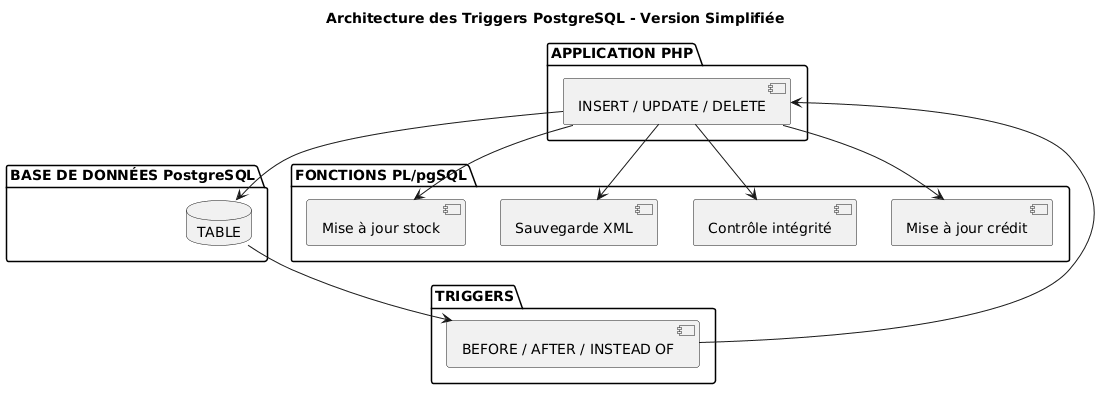 Architecture des Triggers PostgreSQL - Version Simplifiée
APPLICATION PHP
INSERT / UPDATE / DELETE
BASE DE DONNÉES PostgreSQL
TABLE
FONCTIONS PL/pgSQL
Mise à jour stock
Sauvegarde XML
Contrôle intégrité
Mise à jour crédit
TRIGGERS
BEFORE / AFTER / INSTEAD OF